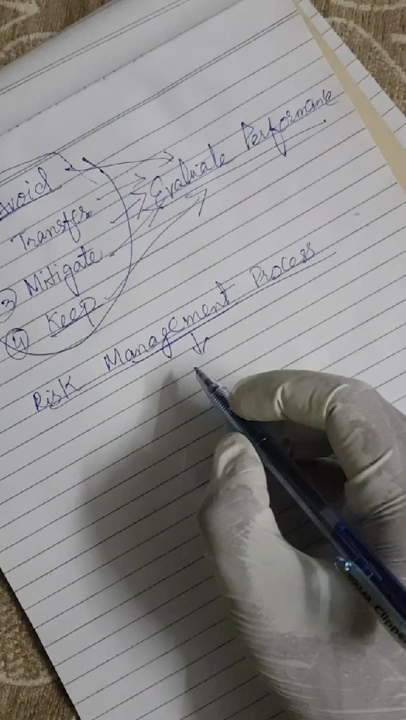 Avoid
Transfer
③ Mitigate
④ Keep
Evaluate Performance.
Risk Management Process